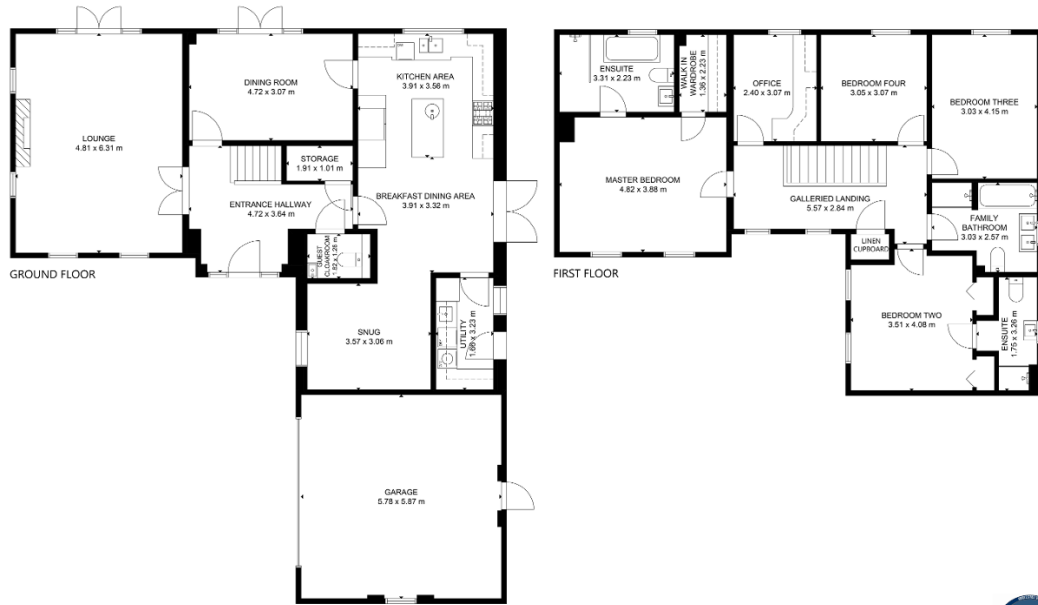 DINING ROOM
4.72 x 3.07 m
KITCHEN AREA
3.91 x 3.56 m
LOUNGE
4.81 x 6.31 m
STORAGE
1.91 x 1.01 m
ENTRANCE HALLWAY
4.72 x 3.64 m
BREAKFAST DINING AREA
3.91 x 3.32 m
GUEST
CLOAKROOM
1.82 x 1.26 m
GROUND FLOOR
SNUG
3.57 x 3.06 m
UTILITY
1.66 x 3.23 m
GARAGE
5.78 x 5.87 m
ENSUITE
3.31 x 2.23 m
WALK IN
WARDROBE
1.36 x 2.23 m
OFFICE
2.40 x 3.07 m
BEDROOM FOUR
3.05 x 3.07 m
BEDROOM THREE
3.03 x 4.15 m
MASTER BEDROOM
4.82 x 3.88 m
GALLERIED LANDING
5.57 x 2.84 m
FAMILY
BATHROOM
3.03 x 2.57 m
LINEN
CUPBOARD
FIRST FLOOR
BEDROOM TWO
3.51 x 4.08 m
ENSUITE
1.75 x 3.26 m